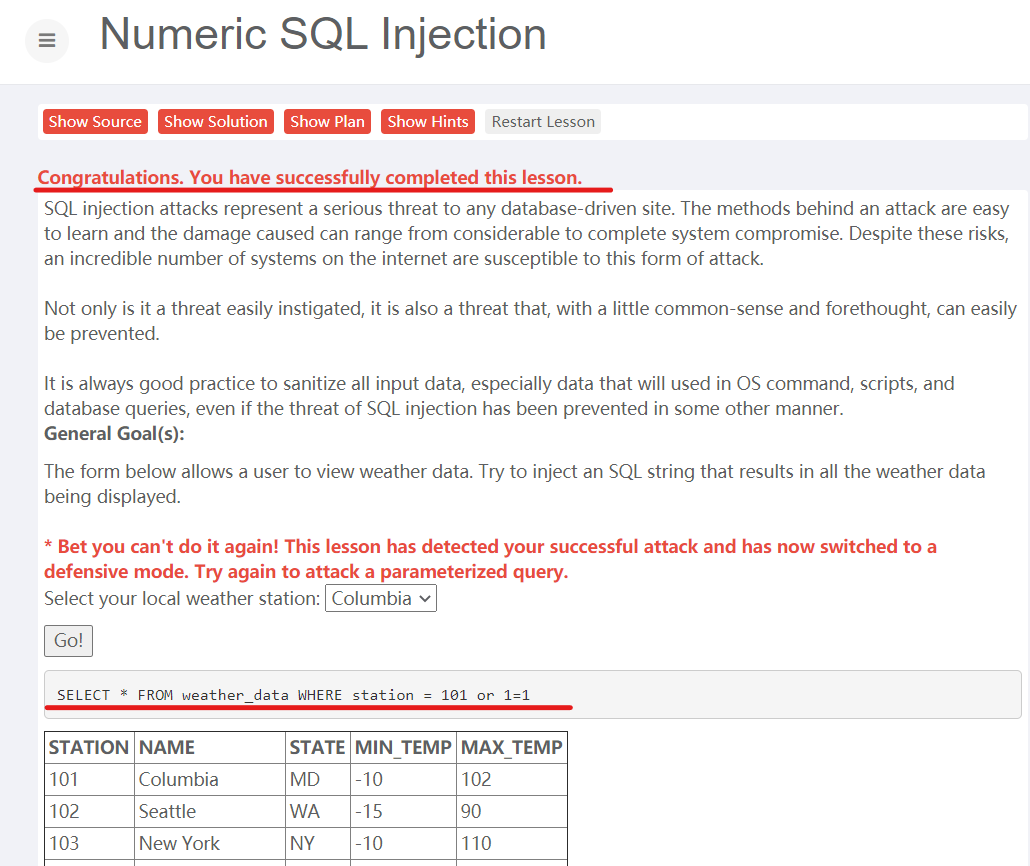 Numeric SQL Injection
Show Source Show Solution Show Plan Show Hints Restart Lesson
Congratulations. You have successfully completed this lesson.
SQL injection attacks represent a serious threat to any database-driven site. The methods behind an attack are easy
to learn and the damage caused can range from considerable to complete system compromise. Despite these risks,
an incredible number of systems on the internet are susceptible to this form of attack.
Not only is it a threat easily instigated, it is also a threat that, with a little common-sense and forethought, can easily
be prevented.
It is always good practice to sanitize all input data, especially data that will used in OS command, scripts, and
database queries, even if the threat of SQL injection has been prevented in some other manner.
General Goal(s):
The form below allows a user to view weather data. Try to inject an SQL string that results in all the weather data
being displayed.
* Bet you can't do it again! This lesson has detected your successful attack and has now switched to a
defensive mode. Try again to attack a parameterized query.
Select your local weather station: Columbia
Go!
SELECT * FROM weather_data WHERE station = 101 or 1=1
STATION NAME STATE MIN_TEMP MAX_TEMP
101 Columbia MD -10 102
102 Seattle WA -15 90
103 New York NY -10 110